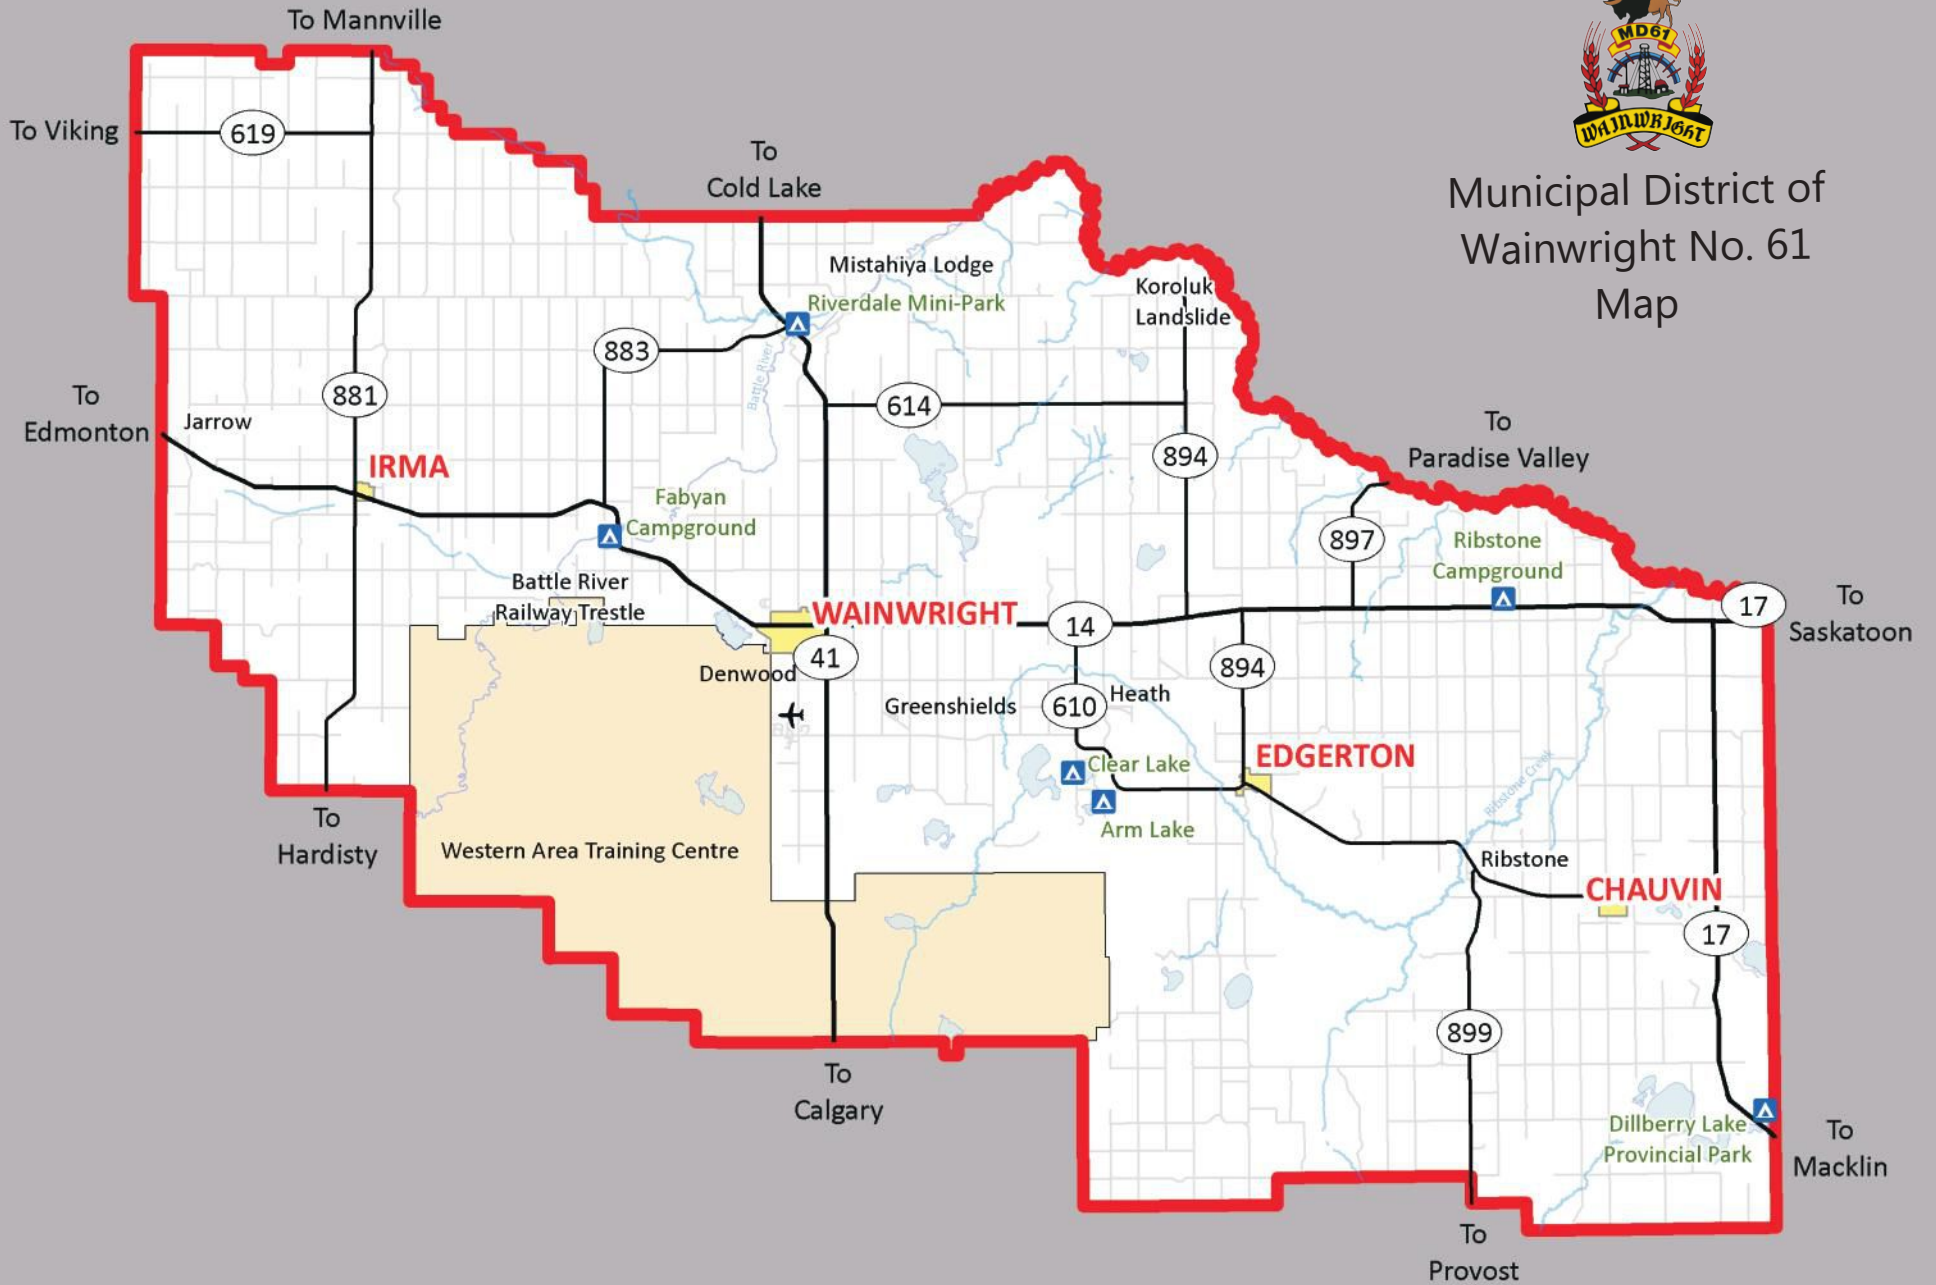 To Mannville
MD61
WAINWRIGHT
Municipal District of
Wainwright No. 61
Map
To Viking
619
To
Cold Lake
Mistahiya Lodge
Riverdale Mini-Park
Koroluk
Landslide
883
Battle River
881
614
To
Edmonton
Jarrow
IRMA
894
To
Paradise Valley
Fabyan
Campground
897
Ribstone
Campground
Battle River
Railway Trestle
WAINWRIGHT
14
17
To
Saskatoon
41
Denwood
894
Greenshields
610
Heath
EDGERTON
Clear Lake
Arm Lake
Ribstone Creek
To
Hardisty
Western Area Training Centre
Ribstone
CHAUVIN
17
899
To
Calgary
Dillberry Lake
Provincial Park
To
Macklin
To
Provost